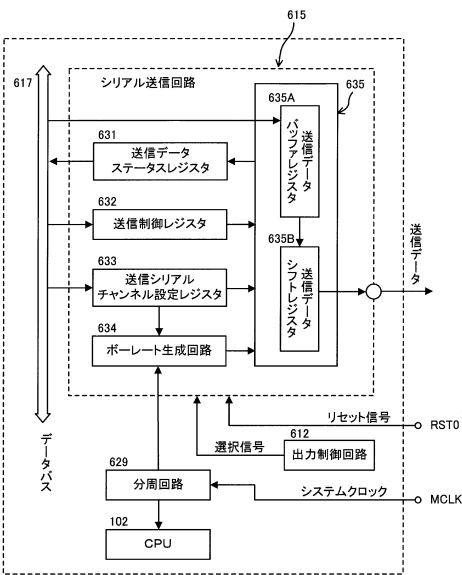 615
617
シリアル送信回路
635
635A
送信データ
バッファレジスタ
631
送信データ
ステータスレジスタ
632
送信制御レジスタ
635B
送信データ
シフトレジスタ
送信データ
633
送信シリアル
チャンネル設定レジスタ
634
ボーレート生成回路
リセット信号
RST0
データバス
選択信号
612
出力制御回路
629
分周回路
システムクロック
MCLK
102
CPU